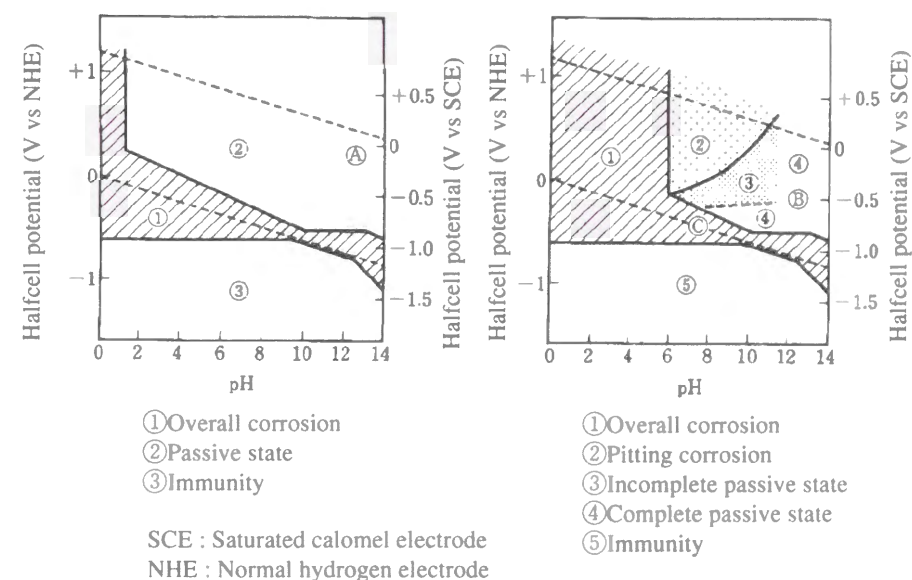 Halfcell potential (V vs NHE)
+1
0
−1
①
②
③
Ⓐ
+0.5
0
−0.5
−1.0
−1.5
Halfcell potential (V vs SCE)
0 2 4 6 8 10 12 14
pH
①Overall corrosion
②Passive state
③Immunity
SCE : Saturated calomel electrode
NHE : Normal hydrogen electrode
Halfcell potential (V vs NHE)
+1
0
−1
①
②
③
④
Ⓑ
④
Ⓒ
⑤
+0.5
0
−0.5
−1.0
−1.5
Halfcell potential (V vs SCE)
0 2 4 6 8 10 12 14
pH
①Overall corrosion
②Pitting corrosion
③Incomplete passive state
④Complete passive state
⑤Immunity